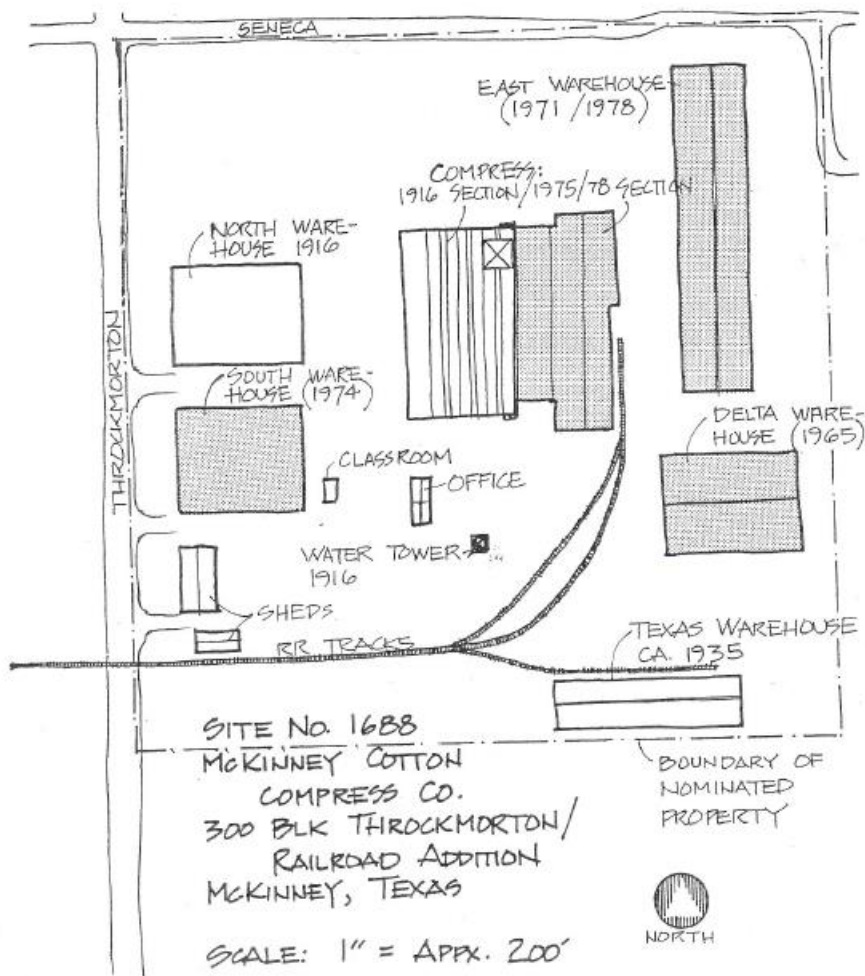 SENECA
EAST WAREHOUSE
(1971/1978)
COMPRESS:
1916 SECTION/1975/78 SECTION
NORTH WARE-
HOUSE 1916
THROCKMORTON
SOUTH WARE-
HOUSE (1974)
DELTA WARE-
HOUSE (1965)
CLASSROOM
OFFICE
WATER TOWER
1916
SHEDS
RR TRACKS
TEXAS WAREHOUSE
CA. 1935
SITE NO. 1688
MCKINNEY COTTON
COMPRESS CO.
300 BLK THROCKMORTON/
RAILROAD ADDITION
MCKINNEY, TEXAS
SCALE: 1" = APPX. 200'
BOUNDARY OF
NOMINATED
PROPERTY
NORTH